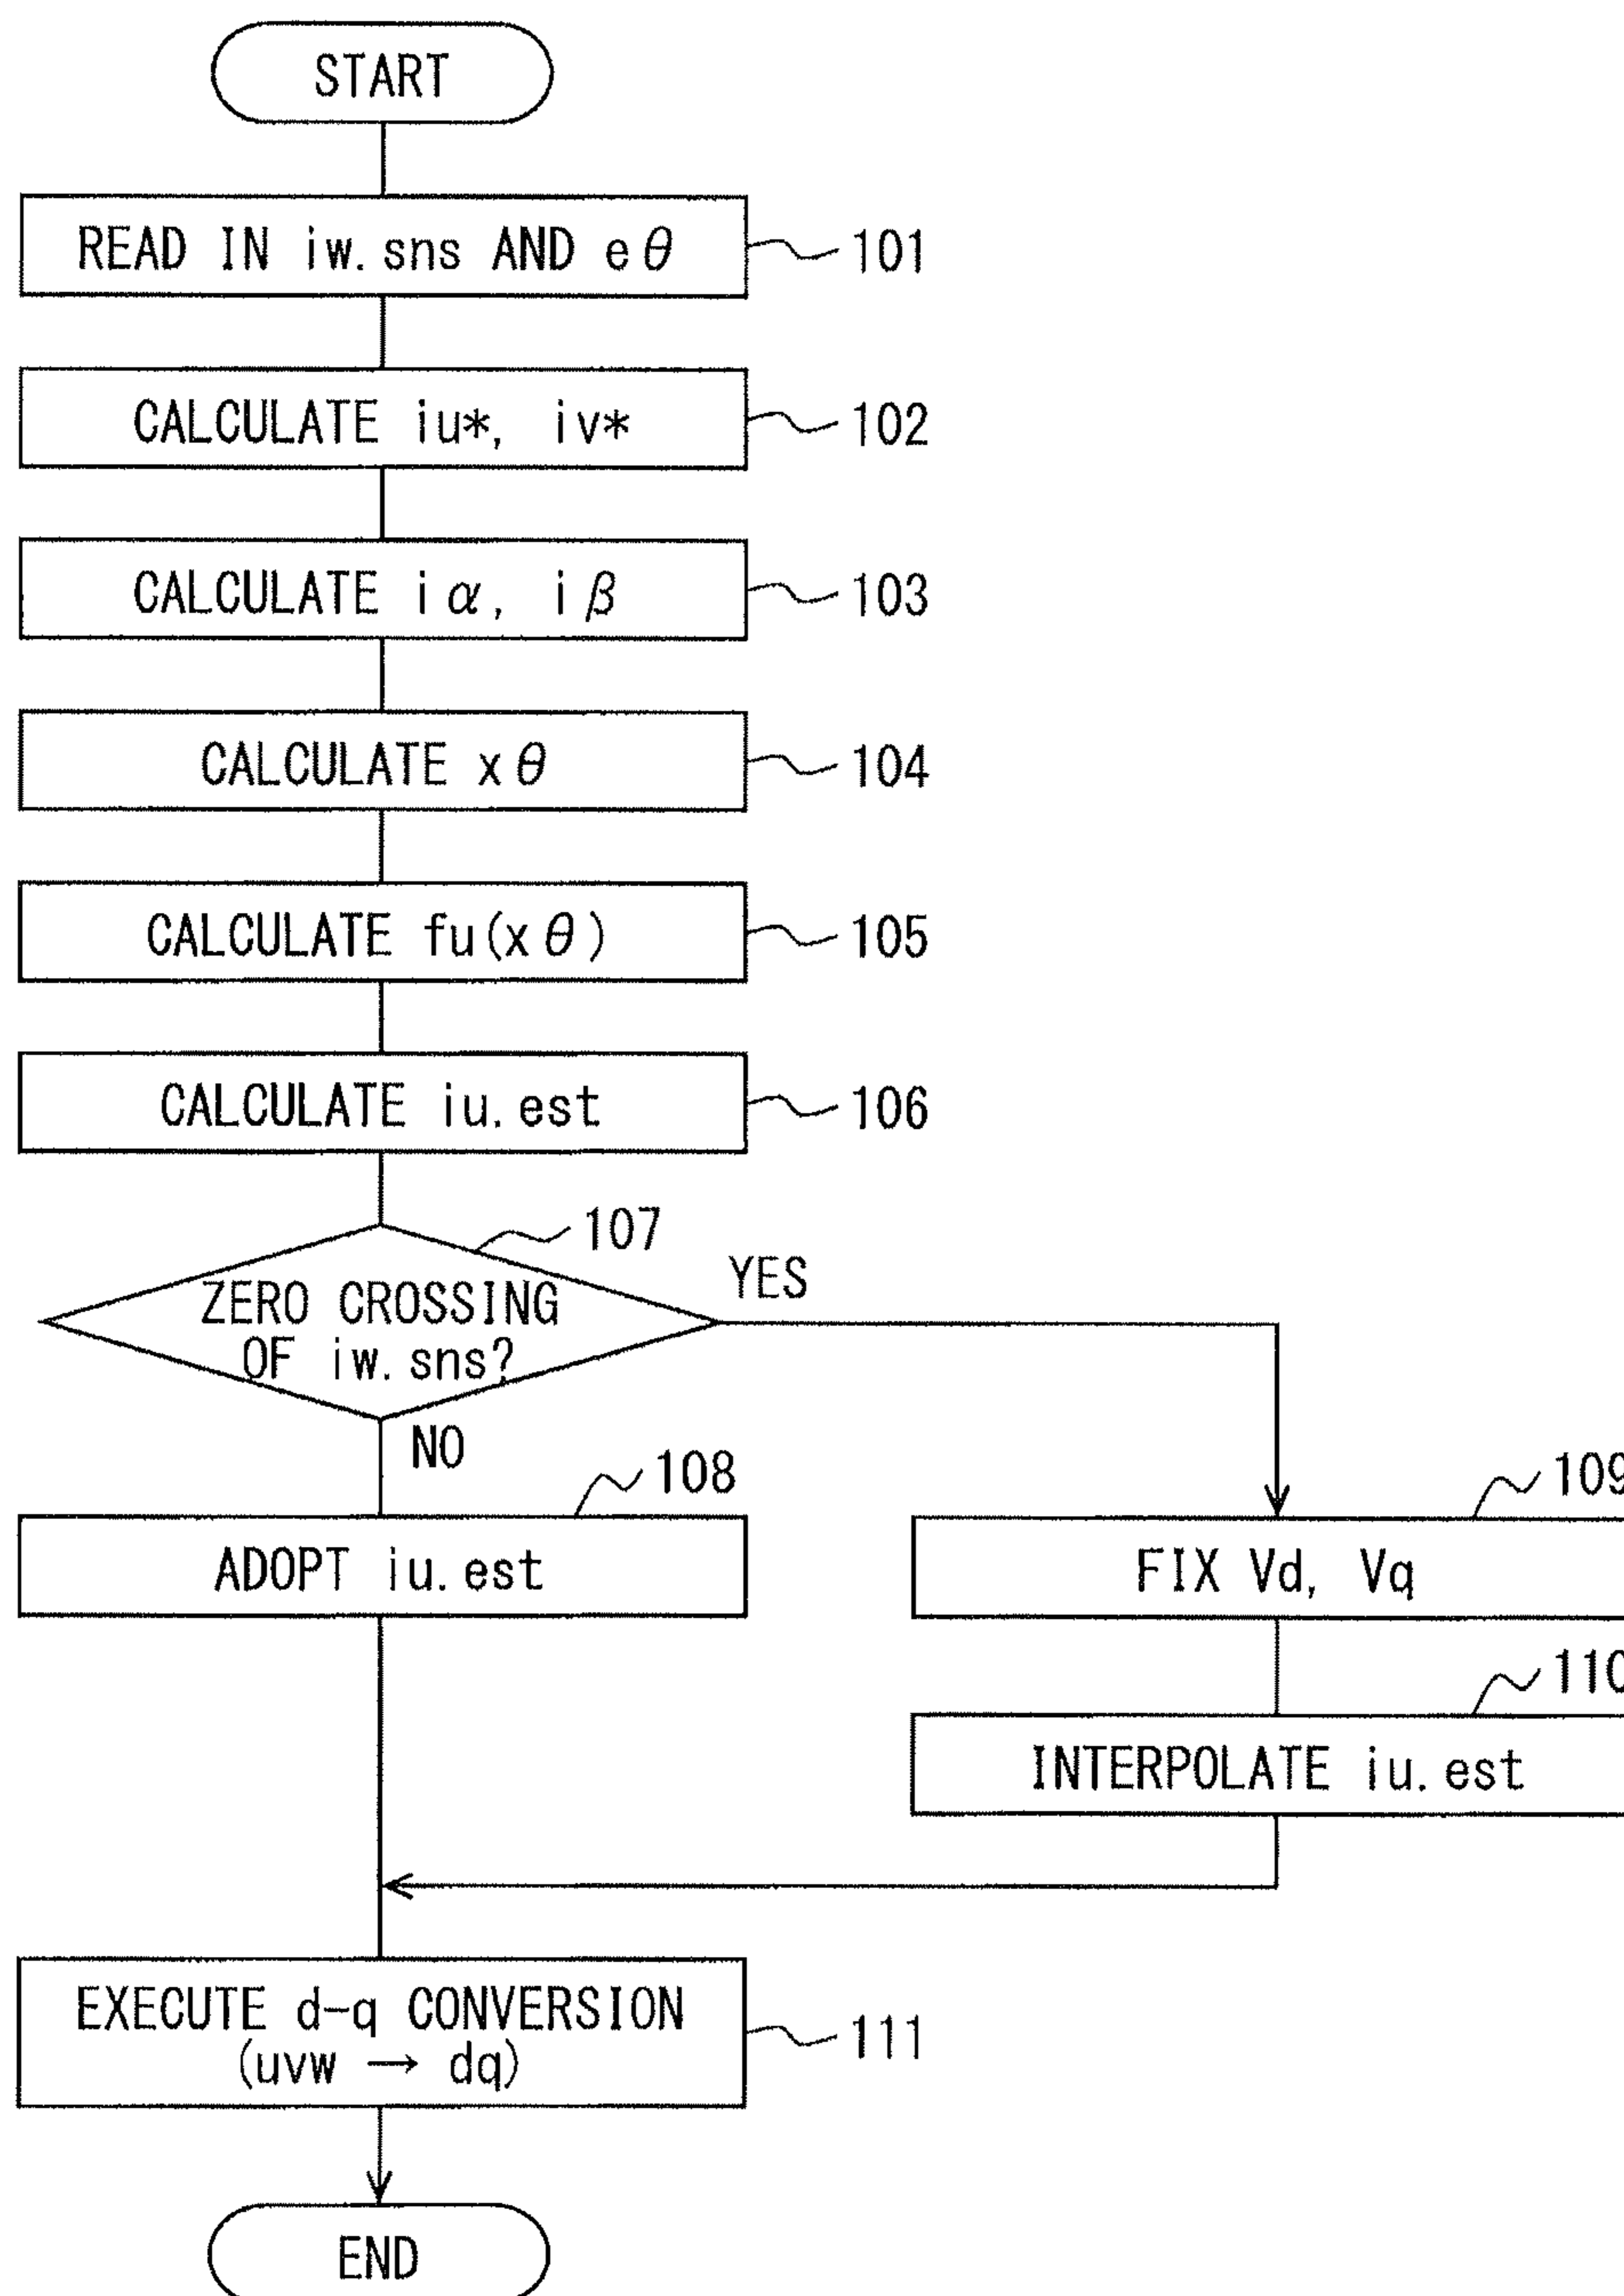 START
READ IN iw.sns AND eθ
101
CALCULATE iu*, iv*
102
CALCULATE iα, iβ
103
CALCULATE xθ
104
CALCULATE fu(xθ)
105
CALCULATE iu.est
106
107
ZERO CROSSING
OF iw.sns?
YES
NO
108
ADOPT iu.est
109
FIX Vd, Vq
110
INTERPOLATE iu.est
EXECUTE d-q CONVERSION
(uvw → dq)
111
END